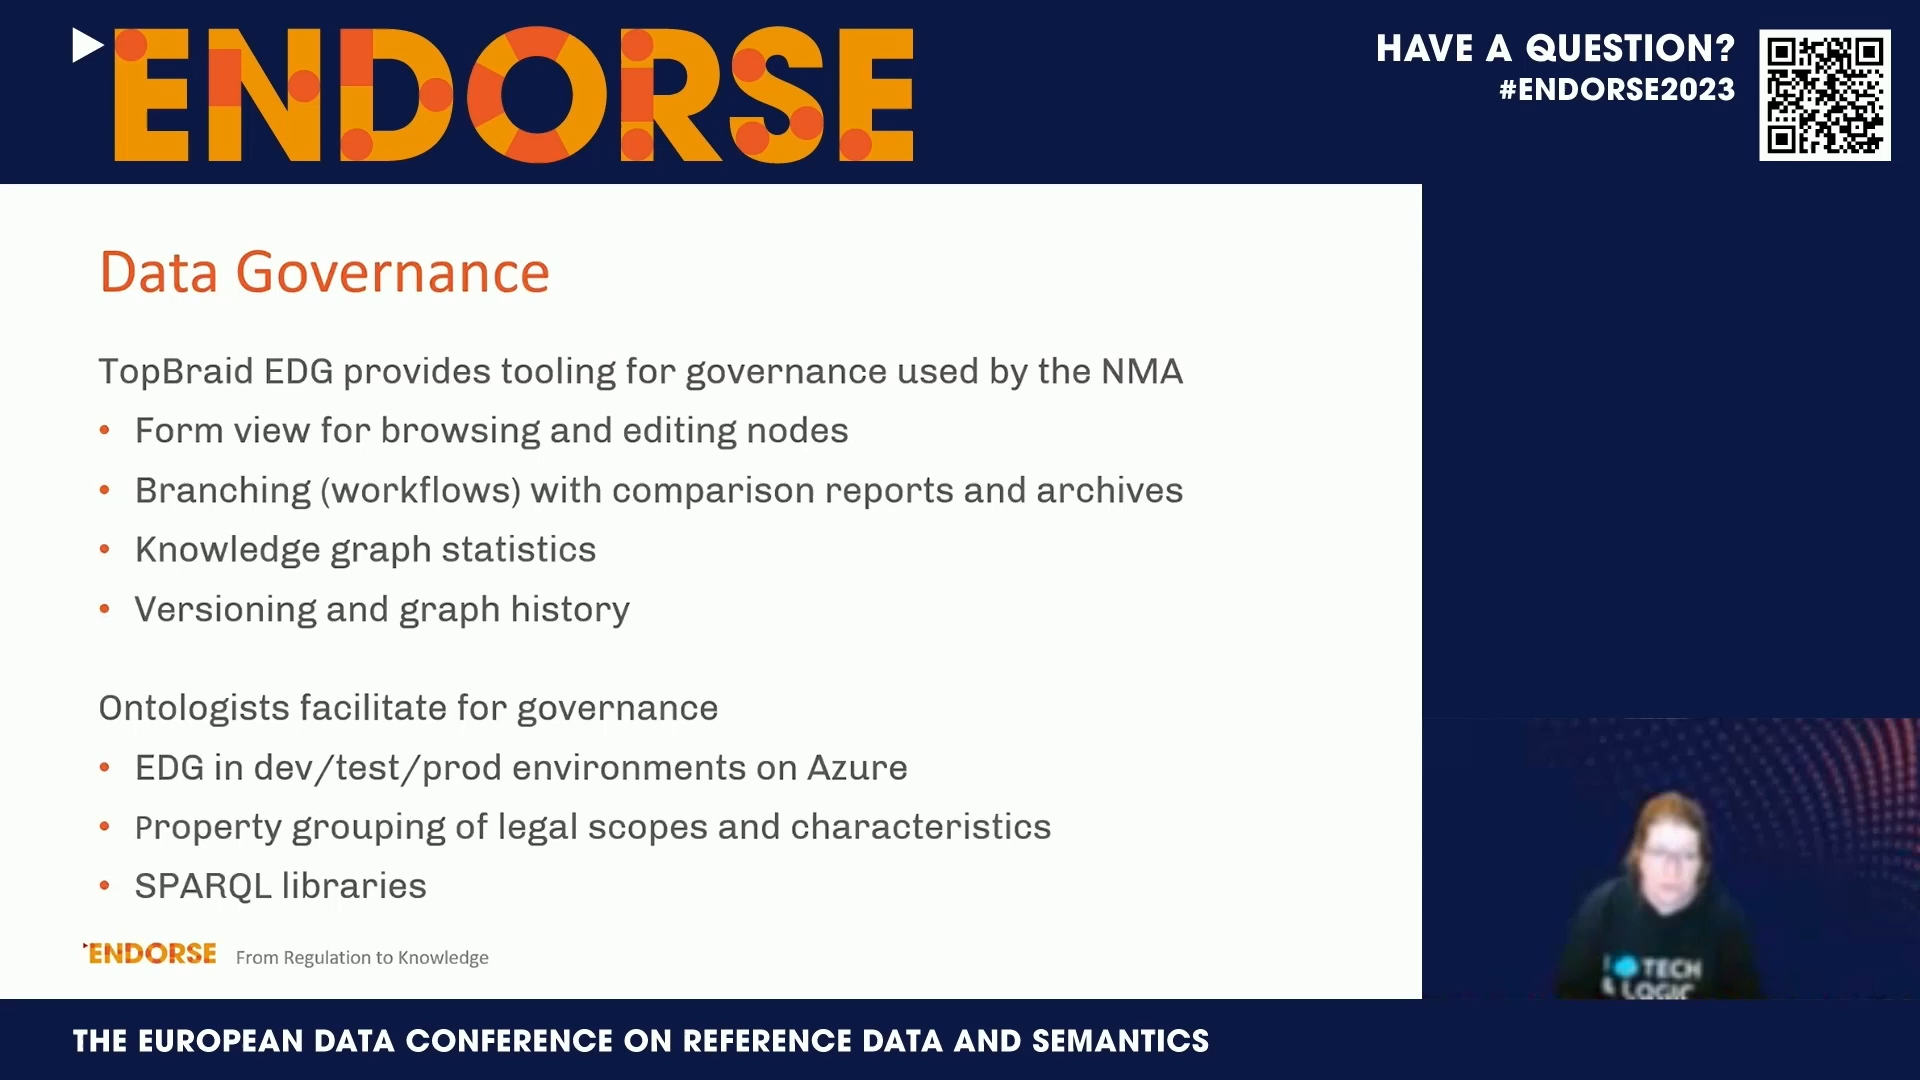 ENDORSE
HAVE A QUESTION?
#ENDORSE2023
Data Governance
TopBraid EDG provides tooling for governance used by the NMA
• Form view for browsing and editing nodes
• Branching (workflows) with comparison reports and archives
• Knowledge graph statistics
• Versioning and graph history
Ontologists facilitate for governance
• EDG in dev/test/prod environments on Azure
• Property grouping of legal scopes and characteristics
• SPARQL libraries
ENDORSE From Regulation to Knowledge
I TECH
& LOGIC
THE EUROPEAN DATA CONFERENCE ON REFERENCE DATA AND SEMANTICS